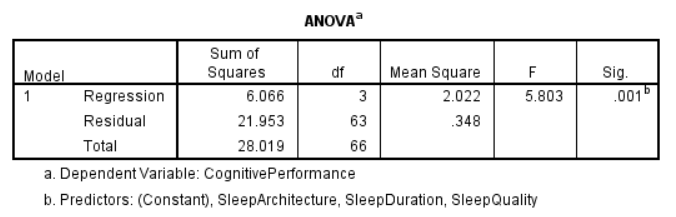 ANOVAa
Model Sum of Squares df Mean Square F Sig.
1 Regression 6.066 3 2.022 5.803 .001b
Residual 21.953 63 .348
Total 28.019 66
a. Dependent Variable: CognitivePerformance
b. Predictors: (Constant), SleepArchitecture, SleepDuration, SleepQuality